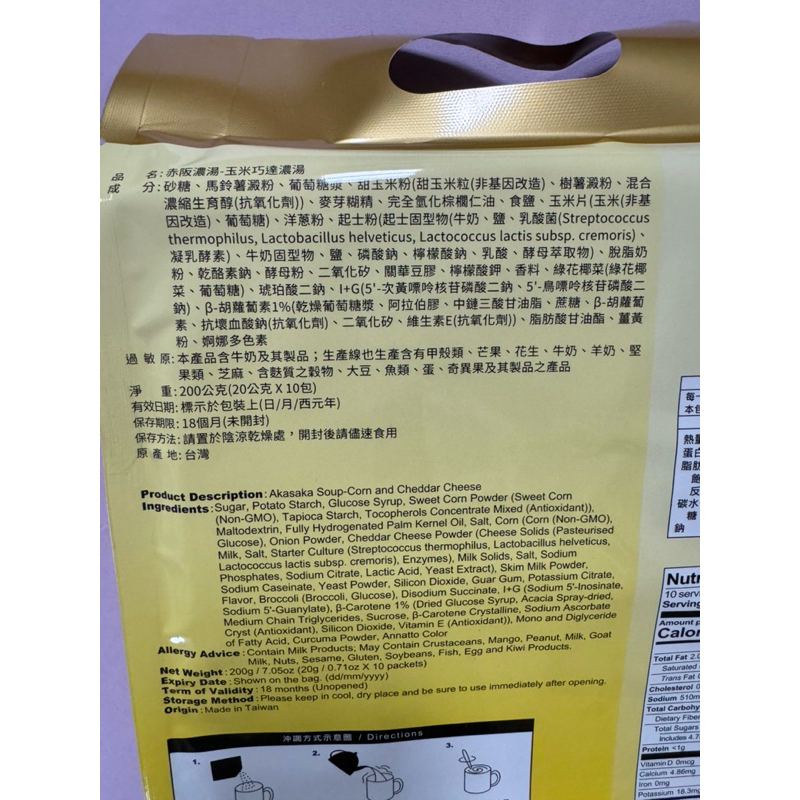 品　　名:赤阪濃湯-玉米巧達濃湯
成　　分:砂糖、馬鈴薯澱粉、葡萄糖漿、甜玉米粉(甜玉米粒(非基因改造)、樹薯澱粉、混合
濃縮生育醇(抗氧化劑))、麥芽糊精、完全氫化棕櫚仁油、食鹽、玉米片(玉米(非基
因改造)、葡萄糖)、洋蔥粉、起士粉(起士固型物(牛奶、鹽、乳酸菌(Streptococcus
thermophilus, Lactobacillus helveticus, Lactococcus lactis subsp. cremoris)、
凝乳酵素)、牛奶固型物、鹽、磷酸鈉、檸檬酸鈉、乳酸、酵母萃取物)、脫脂奶
粉、乾酪素鈉、酵母粉、二氧化矽、關華豆膠、檸檬酸鉀、香料、綠花椰菜(綠花椰
菜、葡萄糖)、琥珀酸二鈉、I+G(5'-次黃嘌呤核苷磷酸二鈉、5'-鳥嘌呤核苷磷酸二
鈉)、β-胡蘿蔔素1%(乾燥葡萄糖漿、阿拉伯膠、中鏈三酸甘油脂、蔗糖、β-胡蘿蔔
素、抗壞血酸鈉(抗氧化劑)、二氧化矽、維生素E(抗氧化劑))、脂肪酸甘油酯、薑黃
粉、婀娜多色素
過 敏 原:本產品含牛奶及其製品；生產線也生產含有甲殼類、芒果、花生、牛奶、羊奶、堅
果類、芝麻、含麩質之穀物、大豆、魚類、蛋、奇異果及其製品之產品
淨　　重:200公克(20公克 X 10包)
有效日期:標示於包裝上(日/月/西元年)
保存期限:18個月(未開封)
保存方法:請置於陰涼乾燥處，開封後請儘速食用
原 產 地:台灣
Product Description : Akasaka Soup-Corn and Cheddar Cheese
Ingredients : Sugar, Potato Starch, Glucose Syrup, Sweet Corn Powder (Sweet Corn
(Non-GMO), Tapioca Starch, Tocopherols Concentrate Mixed (Antioxidant)),
Maltodextrin, Fully Hydrogenated Palm Kernel Oil, Salt, Corn (Corn (Non-GMO),
Glucose), Onion Powder, Cheddar Cheese Powder (Cheese Solids (Pasteurised
Milk, Salt, Starter Culture (Streptococcus thermophilus, Lactobacillus helveticus,
Lactococcus lactis subsp. cremoris), Enzymes), Milk Solids, Salt, Sodium
Phosphates, Sodium Citrate, Lactic Acid, Yeast Extract), Skim Milk Powder,
Sodium Caseinate, Yeast Powder, Silicon Dioxide, Guar Gum, Potassium Citrate,
Flavor, Broccoli (Broccoli, Glucose), Disodium Succinate, I+G (Sodium 5'-Inosinate,
Sodium 5'-Guanylate), β-Carotene 1% (Dried Glucose Syrup, Acacia Spray-dried,
Medium Chain Triglycerides, Sucrose, β-Carotene Crystalline, Sodium Ascorbate
Cryst (Antioxidant), Silicon Dioxide, Vitamin E (Antioxidant)), Mono and Diglyceride
of Fatty Acid, Curcuma Powder, Annatto Color
Allergy Advice : Contain Milk Products; May Contain Crustaceans, Mango, Peanut, Milk, Goat
Milk, Nuts, Sesame, Gluten, Soybeans, Fish, Egg and Kiwi Products.
Net Weight : 200g / 7.05oz (20g / 0.71oz X 10 packets)
Expiry Date : Shown on the bag. (dd/mm/yyyy)
Term of Validity : 18 months (Unopened)
Storage Method : Please keep in cool, dry place and be sure to use immediately after opening.
Origin : Made in Taiwan
沖調方式示意圖 / Directions
1.
2.
3.
每一
本包
熱量
蛋白
脂肪
飽
反
碳水
糖
鈉
Nutr
10 servi
Serving
Amount p
Calor
Total Fat 2.0
Saturated
Trans Fat
Cholesterol 0
Sodium 510m
Total Carbohy
Dietary Fiber
Total Sugars
Includes 4.7
Protein <1g
Vitamin D 0mcg
Calcium 4.86mg
Iron 0mg
Potassium 18.3mg